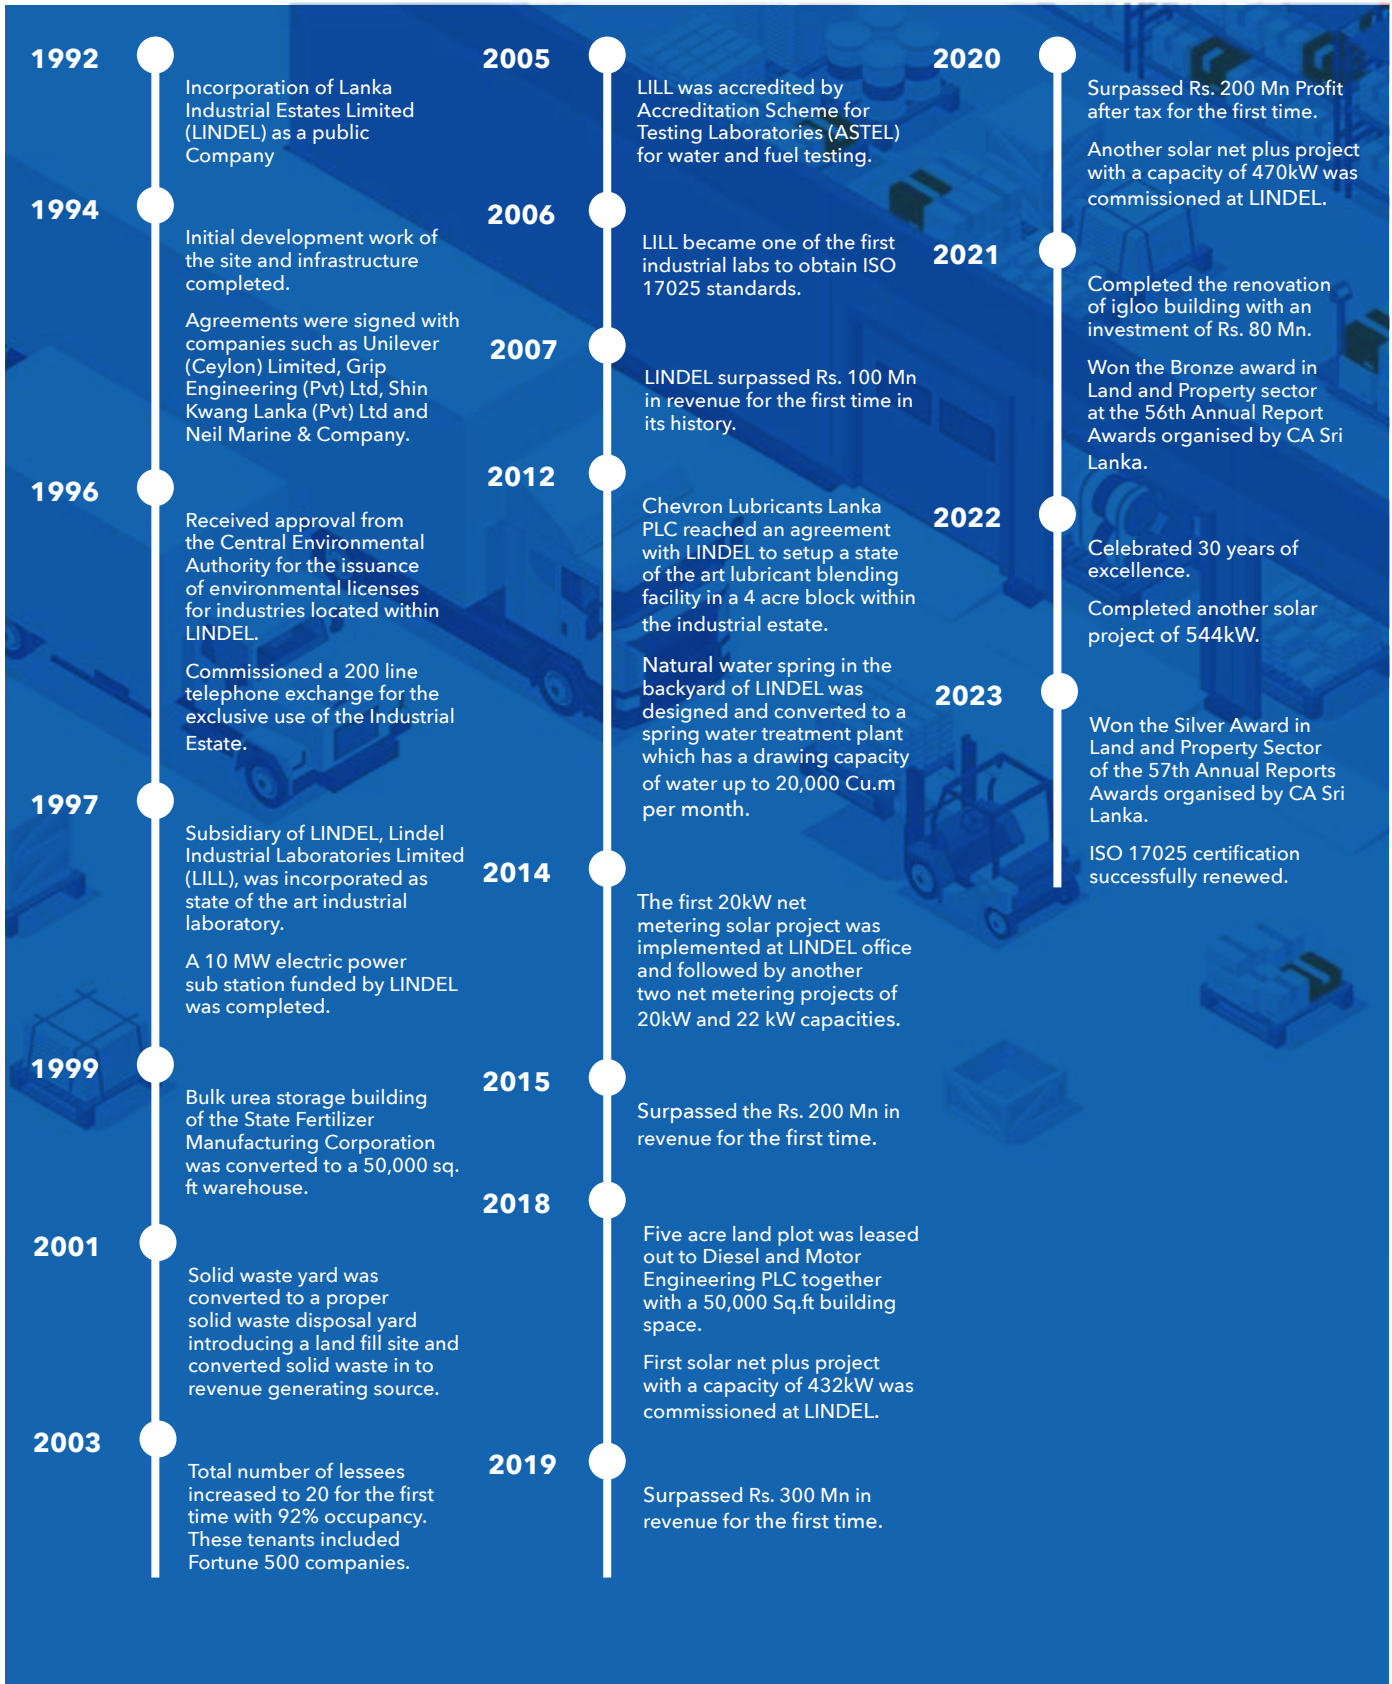 1992
Incorporation of Lanka
Industrial Estates Limited
(LINDEL) as a public
Company
1994
Initial development work of
the site and infrastructure
completed.
Agreements were signed with
companies such as Unilever
(Ceylon) Limited, Grip
Engineering (Pvt) Ltd, Shin
Kwang Lanka (Pvt) Ltd and
Neil Marine & Company.
1996
Received approval from
the Central Environmental
Authority for the issuance
of environmental licenses
for industries located within
LINDEL.
Commissioned a 200 line
telephone exchange for the
exclusive use of the Industrial
Estate.
1997
Subsidiary of LINDEL, Lindel
Industrial Laboratories Limited
(LILL), was incorporated as
state of the art industrial
laboratory.
A 10 MW electric power
sub station funded by LINDEL
was completed.
1999
Bulk urea storage building
of the State Fertilizer
Manufacturing Corporation
was converted to a 50,000 sq.
ft warehouse.
2001
Solid waste yard was
converted to a proper
solid waste disposal yard
introducing a land fill site and
converted solid waste in to
revenue generating source.
2003
Total number of lessees
increased to 20 for the first
time with 92% occupancy.
These tenants included
Fortune 500 companies.
2005
LILL was accredited by
Accreditation Scheme for
Testing Laboratories (ASTEL)
for water and fuel testing.
2006
LILL became one of the first
industrial labs to obtain ISO
17025 standards.
2007
LINDEL surpassed Rs. 100 Mn
in revenue for the first time in
its history.
2012
Chevron Lubricants Lanka
PLC reached an agreement
with LINDEL to setup a state
of the art lubricant blending
facility in a 4 acre block within
the industrial estate.
Natural water spring in the
backyard of LINDEL was
designed and converted to a
spring water treatment plant
which has a drawing capacity
of water up to 20,000 Cu.m
per month.
2014
The first 20kW net
metering solar project was
implemented at LINDEL office
and followed by another
two net metering projects of
20kW and 22 kW capacities.
2015
Surpassed the Rs. 200 Mn in
revenue for the first time.
2018
Five acre land plot was leased
out to Diesel and Motor
Engineering PLC together
with a 50,000 Sq.ft building
space.
First solar net plus project
with a capacity of 432kW was
commissioned at LINDEL.
2019
Surpassed Rs. 300 Mn in
revenue for the first time.
2020
Surpassed Rs. 200 Mn Profit
after tax for the first time.
Another solar net plus project
with a capacity of 470kW was
commissioned at LINDEL.
2021
Completed the renovation
of igloo building with an
investment of Rs. 80 Mn.
Won the Bronze award in
Land and Property sector
at the 56th Annual Report
Awards organised by CA Sri
Lanka.
2022
Celebrated 30 years of
excellence.
Completed another solar
project of 544kW.
2023
Won the Silver Award in
Land and Property Sector
of the 57th Annual Reports
Awards organised by CA Sri
Lanka.
ISO 17025 certification
successfully renewed.